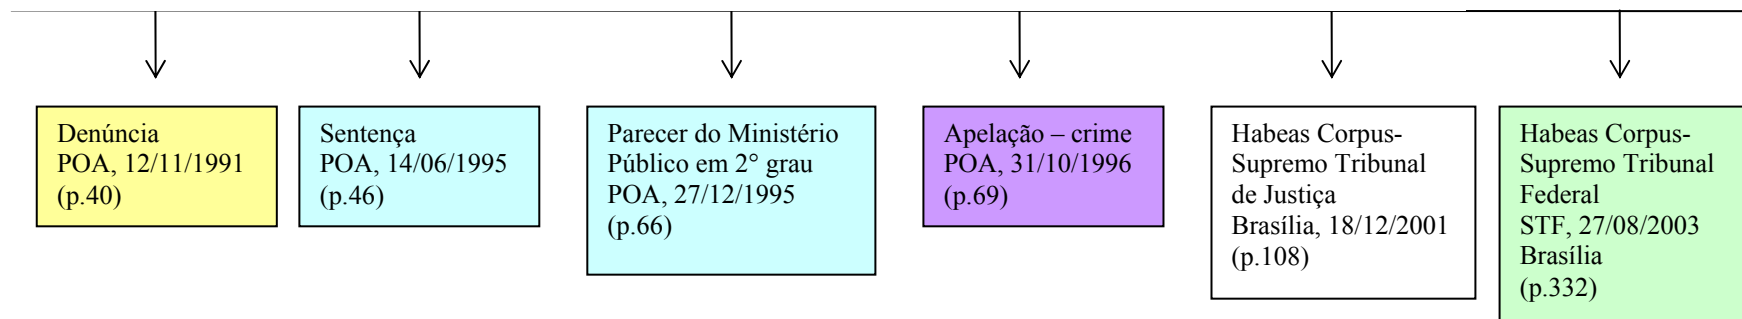 Denúncia
POA, 12/11/1991
(p.40)
Sentença
POA, 14/06/1995
(p.46)
Parecer do Ministério
Público em 2° grau
POA, 27/12/1995
(p.66)
Apelação – crime
POA, 31/10/1996
(p.69)
Habeas Corpus-
Supremo Tribunal
de Justiça
Brasília, 18/12/2001
(p.108)
Habeas Corpus-
Supremo Tribunal
Federal
STF, 27/08/2003
Brasília
(p.332)